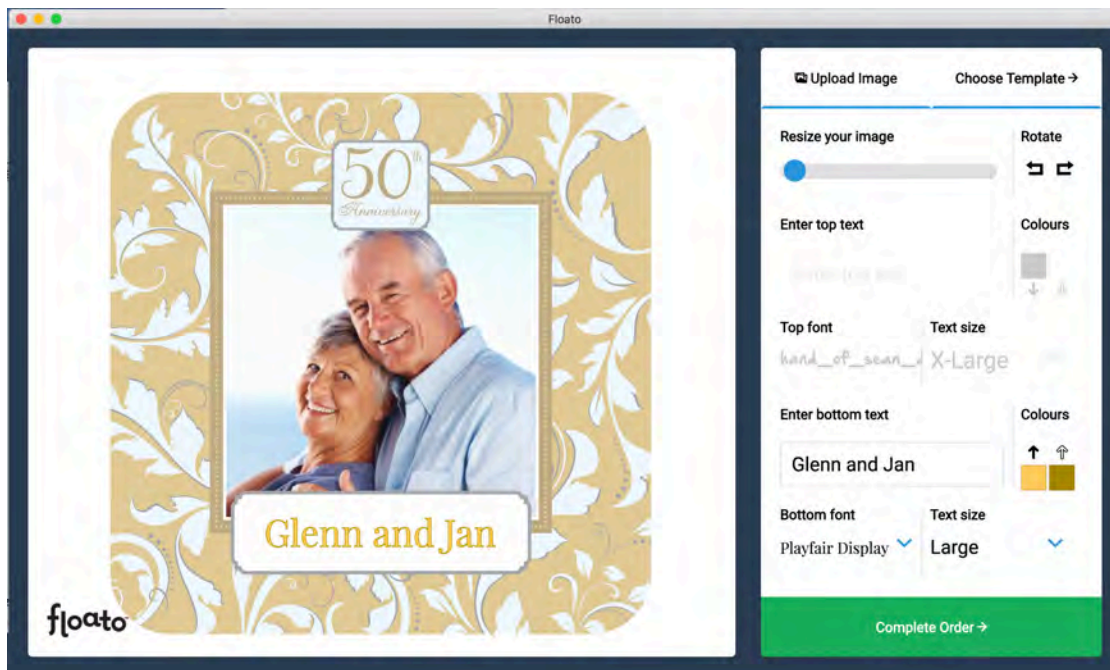 Floato
50th
Anniversary
Glenn and Jan
floato
Upload Image
Choose Template →
Resize your image
Rotate
Enter top text
Colours
Top font
Text size
hand_of_sean_
X-Large
Enter bottom text
Colours
Glenn and Jan
Bottom font
Text size
Playfair Display
Large
Complete Order →